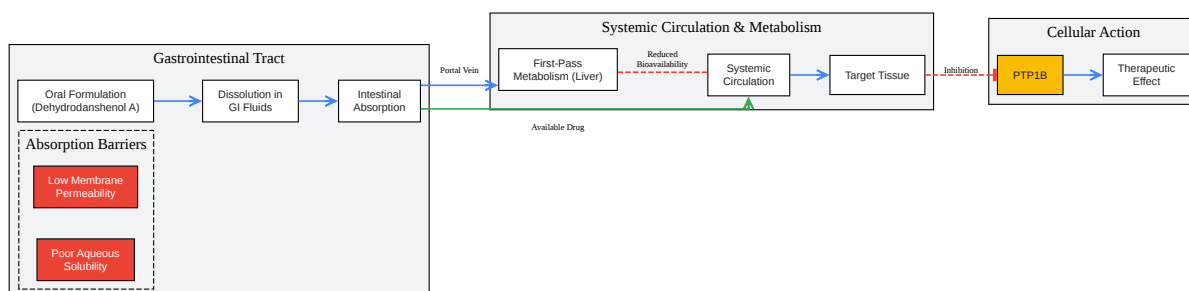 Gastrointestinal Tract
Oral Formulation
(Dehydrodanshenol A)
Dissolution in
GI Fluids
Intestinal
Absorption
Absorption Barriers
Low Membrane
Permeability
Poor Aqueous
Solubility
Portal Vein
Available Drug
Systemic Circulation & Metabolism
First-Pass
Metabolism (Liver)
Reduced
Bioavailability
Systemic
Circulation
Target Tissue
Inhibition
Cellular Action
PTP1B
Therapeutic
Effect